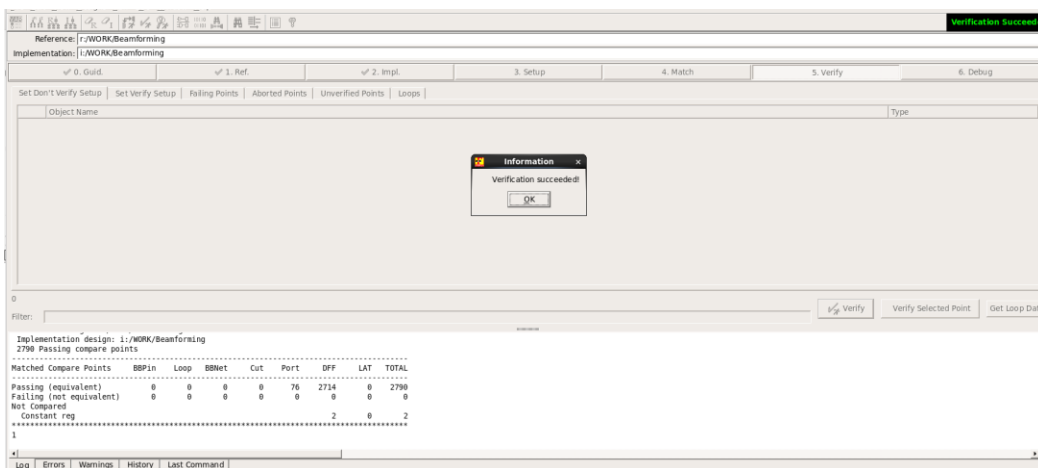 Verification Succeed
Reference: r:/WORK/Beamforming
Implementation: i:/WORK/Beamforming
0. Guid. 1. Ref. 2. Impl. 3. Setup 4. Match 5. Verify 6. Debug
Set Don't Verify Setup Set Verify Setup Failing Points Aborted Points Unverified Points Loops
Object Name Type
Information ×
Verification succeeded!
OK
0
Verify Verify Selected Point Get Loop Da
Filter:
Implementation design: i:/WORK/Beamforming
2790 Passing compare points
----------------------------------------------------------------------------------
Matched Compare Points BBPin Loop BBNet Cut Port DFF LAT TOTAL
----------------------------------------------------------------------------------
Passing (equivalent) 0 0 0 0 76 2714 0 2790
Failing (not equivalent) 0 0 0 0 0 0 0 0
Not Compared
Constant reg 2 0 2
**********************************************************************************
1
Log Errors Warnings History Last Command